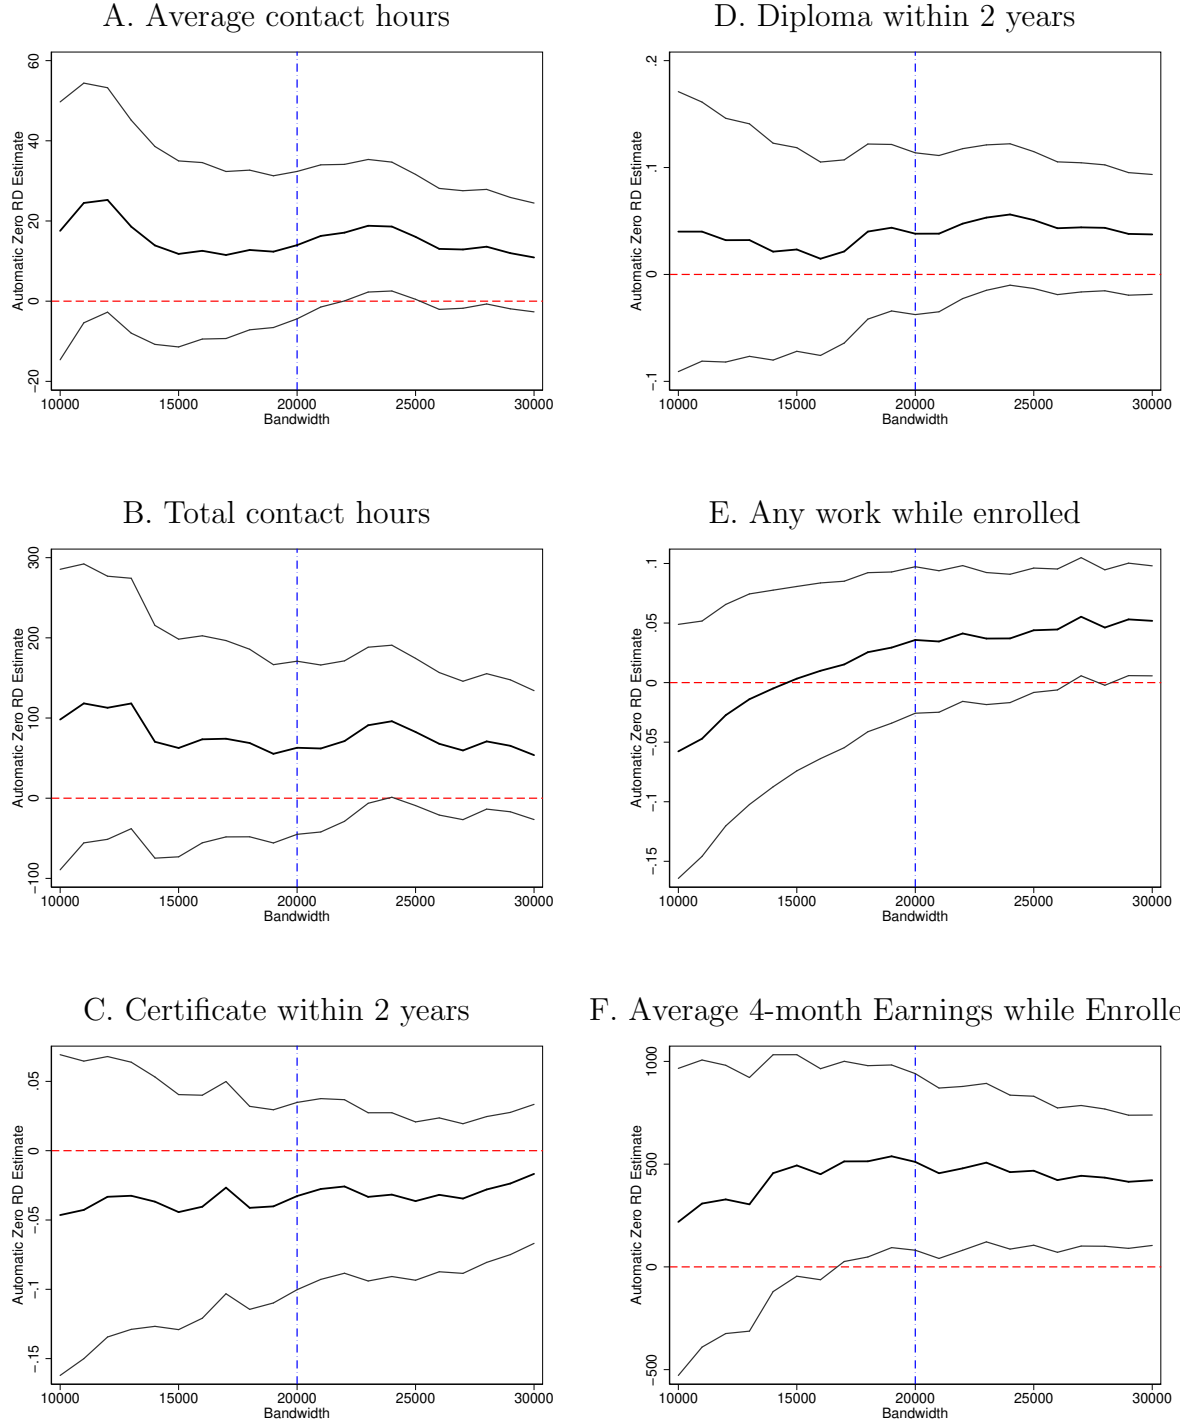 A. Average contact hours
Automatic Zero RD Estimate
60
40
20
0
−20
10000 15000 20000 25000 30000
Bandwidth
D. Diploma within 2 years
Automatic Zero RD Estimate
.2
.1
0
−.1
10000 15000 20000 25000 30000
Bandwidth
B. Total contact hours
Automatic Zero RD Estimate
300
200
100
0
−100
10000 15000 20000 25000 30000
Bandwidth
E. Any work while enrolled
Automatic Zero RD Estimate
.1
.05
0
−.05
−.1
−.15
10000 15000 20000 25000 30000
Bandwidth
C. Certificate within 2 years
Automatic Zero RD Estimate
.05
0
−.05
−.1
−.15
10000 15000 20000 25000 30000
Bandwidth
F. Average 4-month Earnings while Enrolle
Automatic Zero RD Estimate
1000
500
0
−500
10000 15000 20000 25000 30000
Bandwidth